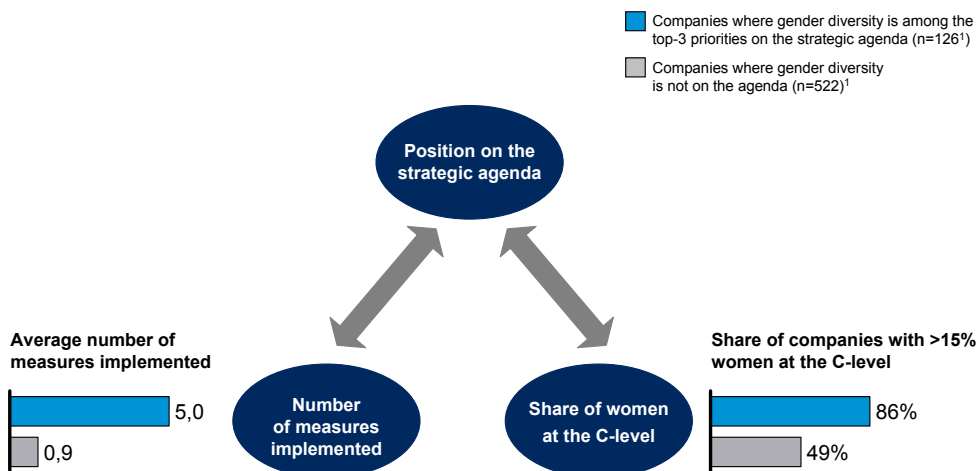 Companies where gender diversity is among the
top-3 priorities on the strategic agenda (n=126¹)
Companies where gender diversity
is not on the agenda (n=522)¹
Position on the
strategic agenda
Average number of
measures implemented
5,0
0,9
Number
of measures
implemented
Share of women
at the C-level
Share of companies with >15%
women at the C-level
86%
49%